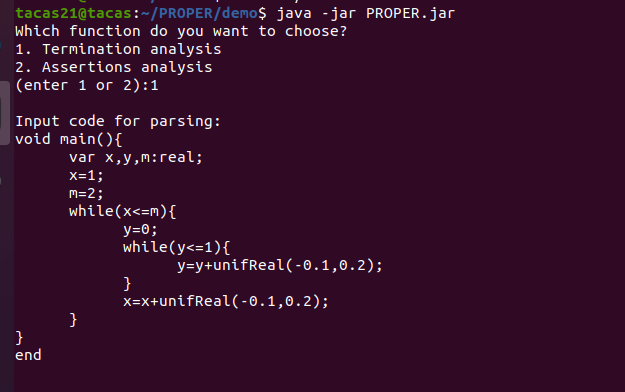 tacas21@tacas:~/PROPER/demo$ java -jar PROPER.jar
Which function do you want to choose?
1. Termination analysis
2. Assertions analysis
(enter 1 or 2):1
Input code for parsing:
void main(){
var x,y,m:real;
x=1;
m=2;
while(x<=m){
y=0;
while(y<=1){
y=y+unifReal(-0.1,0.2);
}
x=x+unifReal(-0.1,0.2);
}
}
end